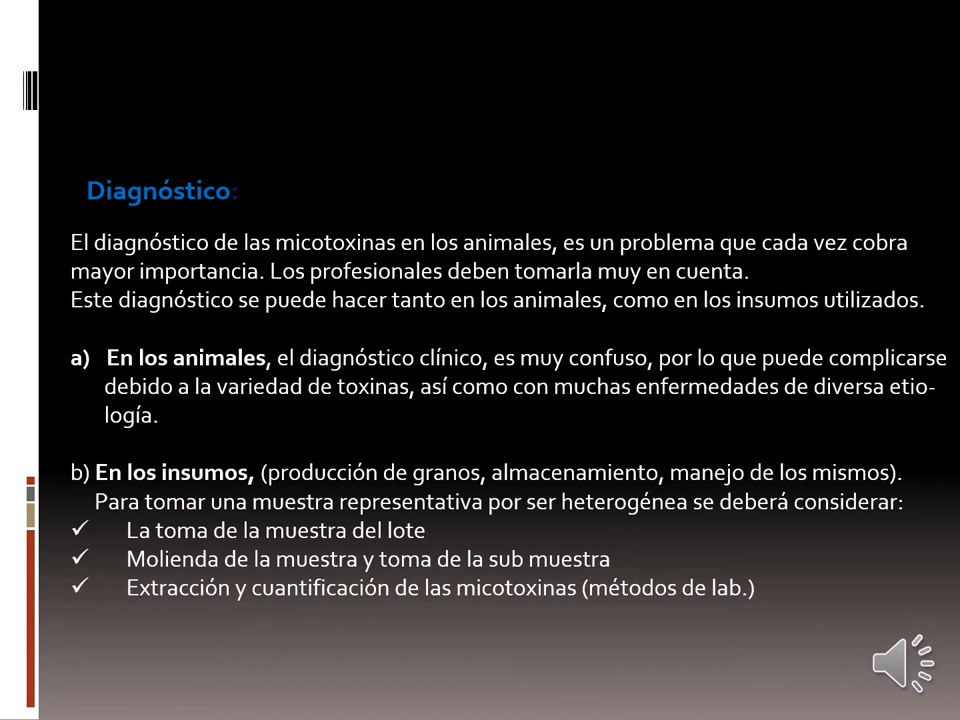 Diagnóstico:
El diagnóstico de las micotoxinas en los animales, es un problema que cada vez cobra
mayor importancia. Los profesionales deben tomarla muy en cuenta.
Este diagnóstico se puede hacer tanto en los animales, como en los insumos utilizados.
a) En los animales, el diagnóstico clínico, es muy confuso, por lo que puede complicarse
debido a la variedad de toxinas, así como con muchas enfermedades de diversa etio-
logía.
b) En los insumos, (producción de granos, almacenamiento, manejo de los mismos).
Para tomar una muestra representativa por ser heterogénea se deberá considerar:
✓ La toma de la muestra del lote
✓ Molienda de la muestra y toma de la sub muestra
✓ Extracción y cuantificación de las micotoxinas (métodos de lab.)